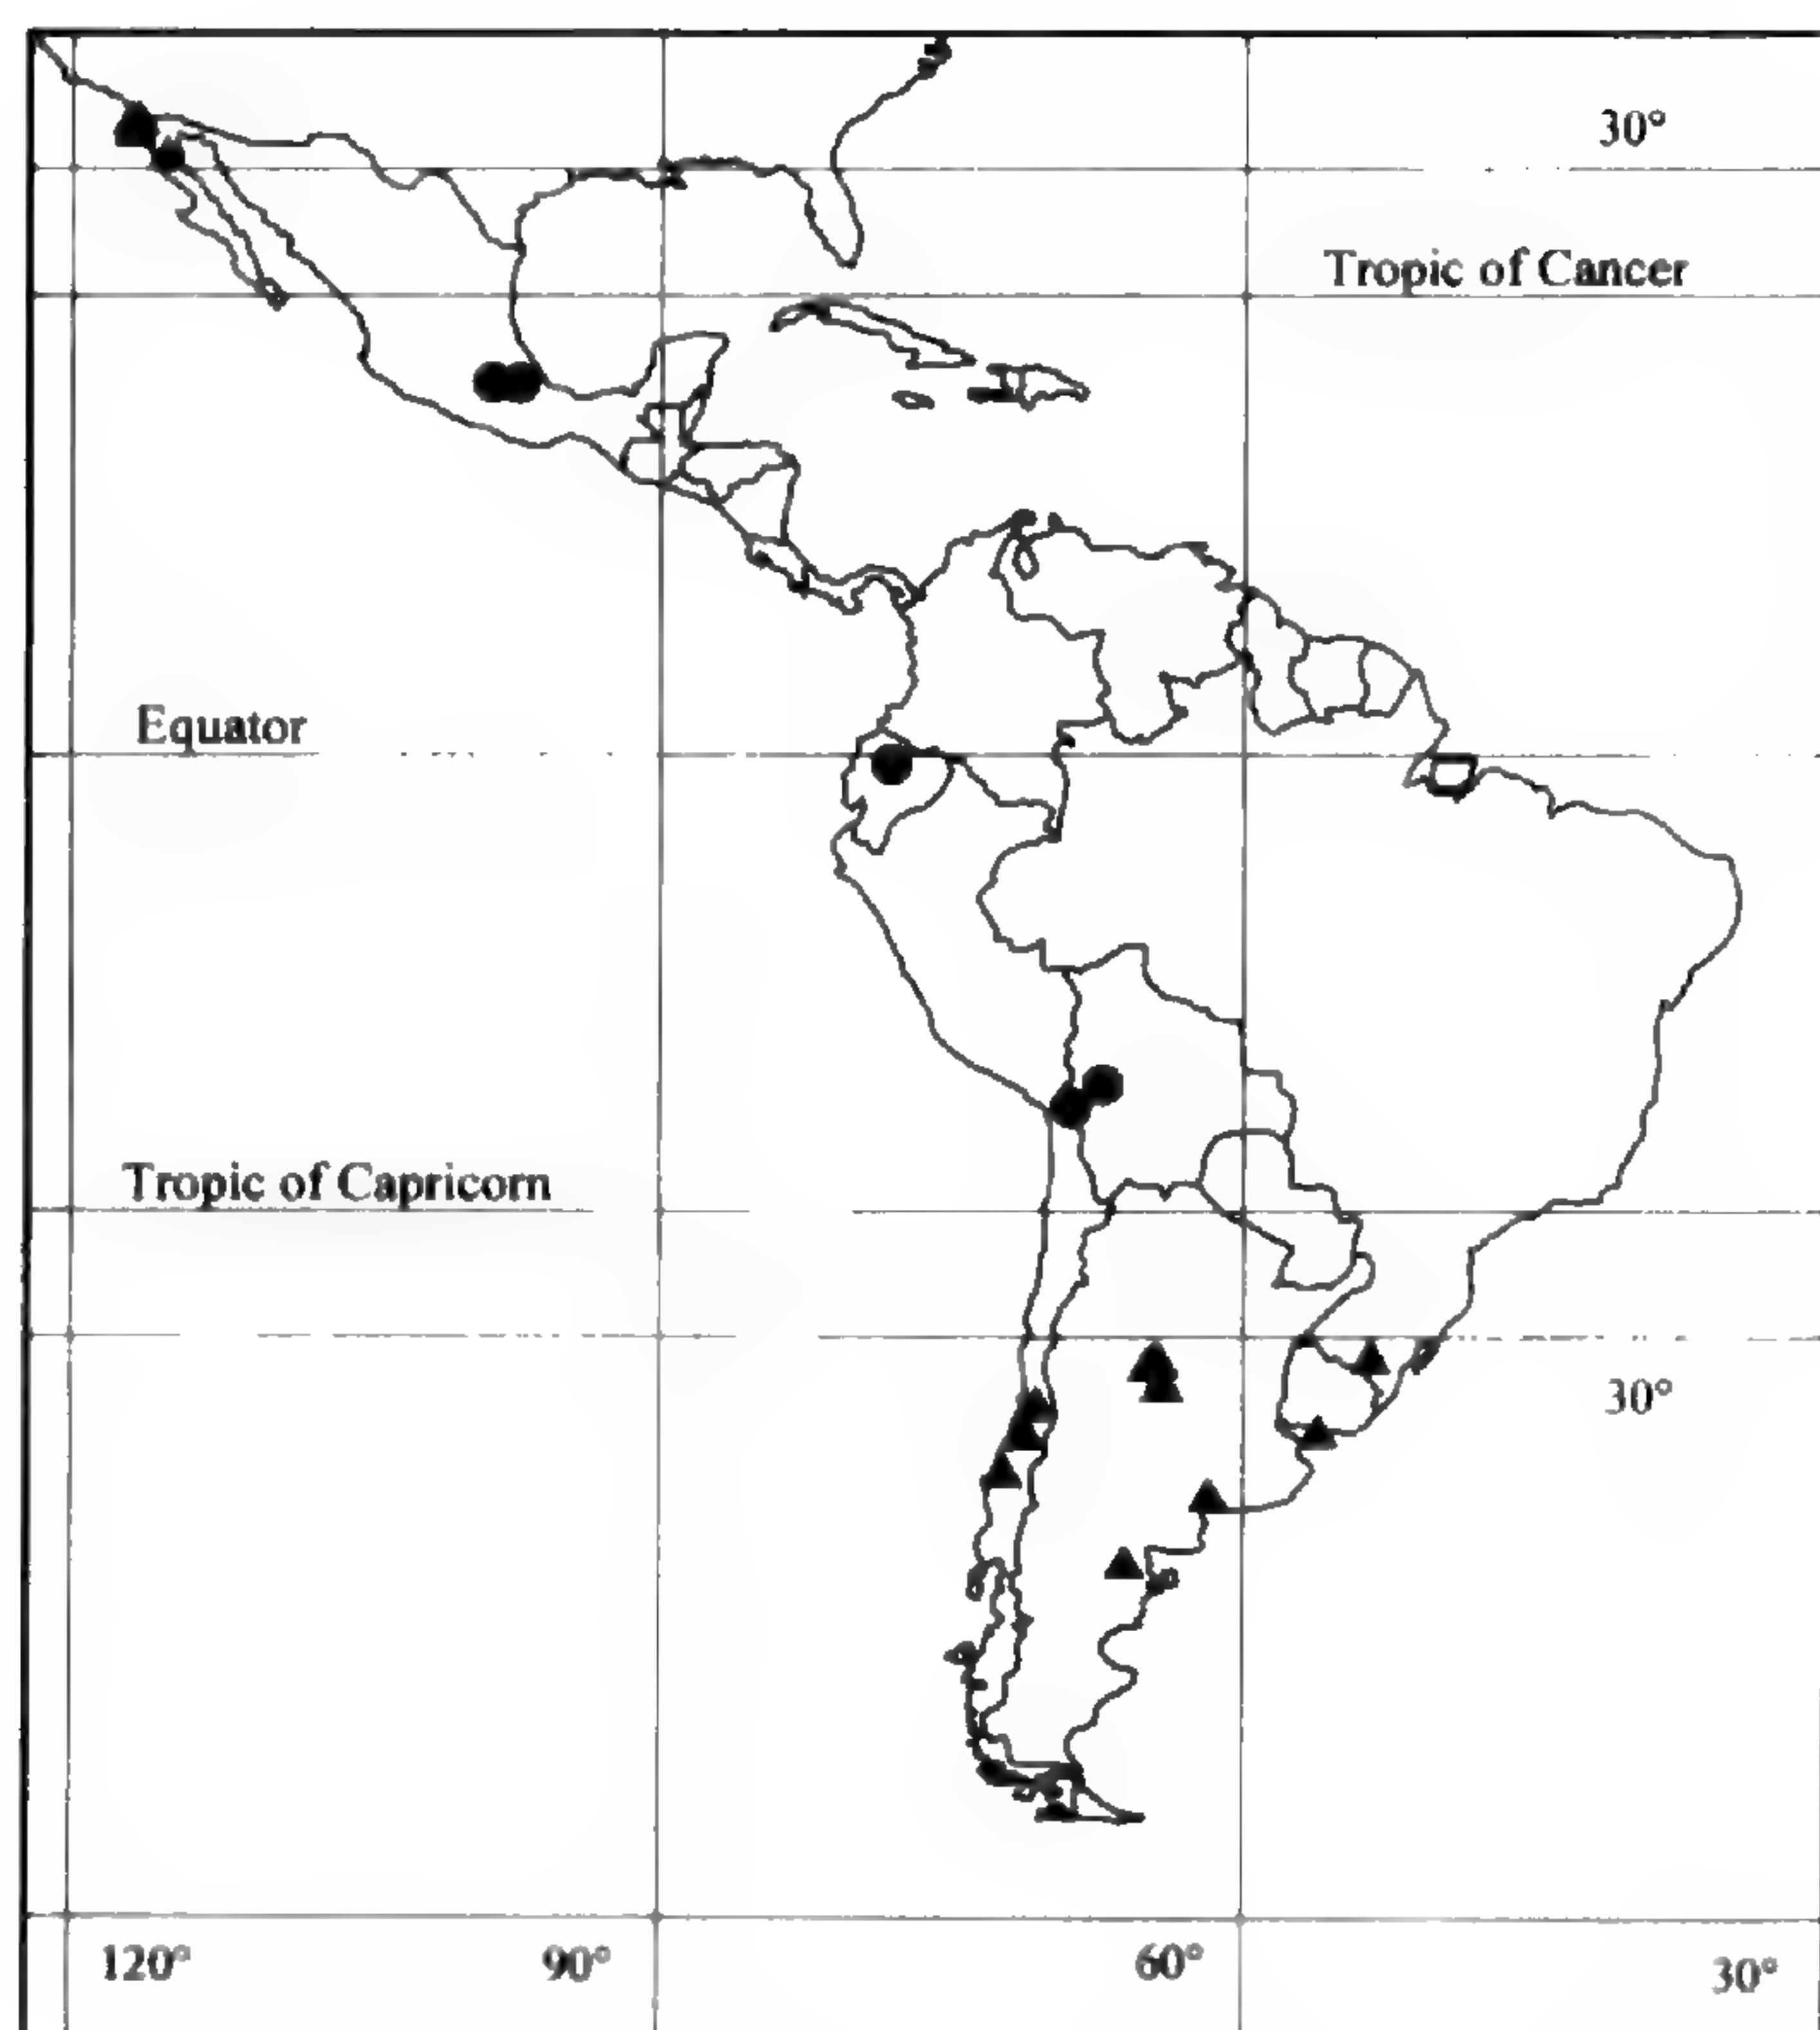 30°
Tropic of Cancer
Equator
Tropic of Capricorn
30°
120° 90° 60° 30°